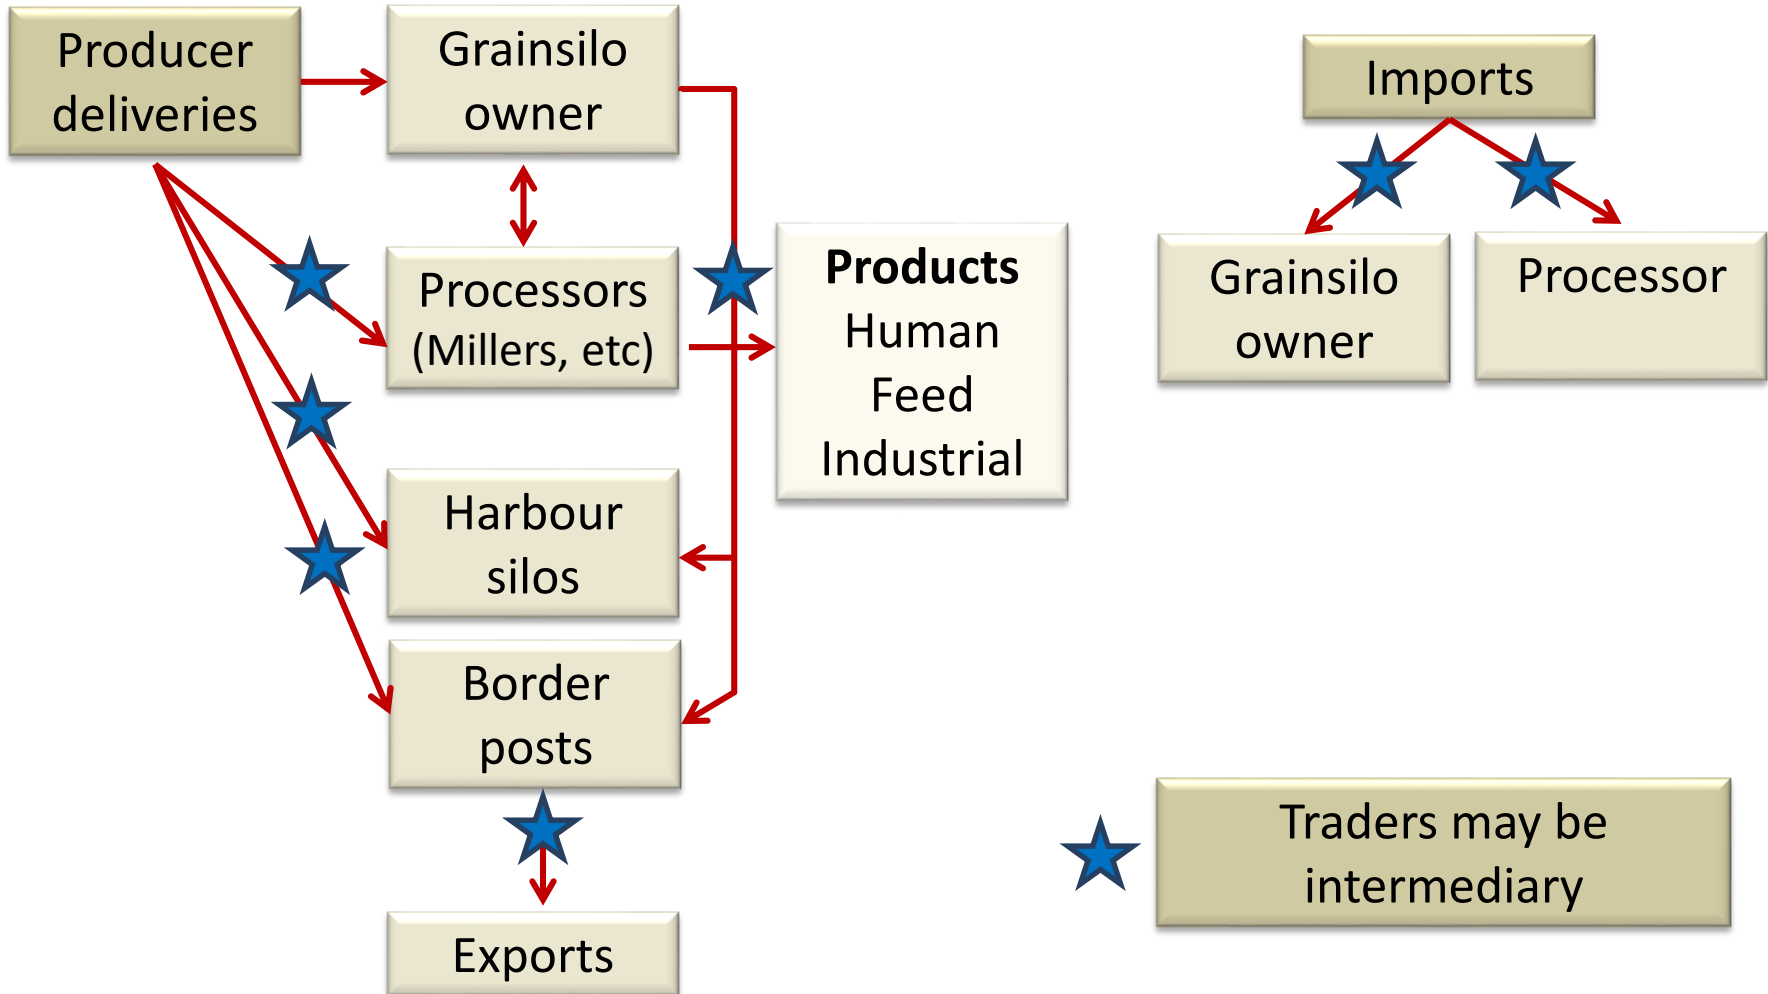 Producer
deliveries
Grainsilo
owner
Processors
(Millers, etc)
Harbour
silos
Border
posts
Exports
Products
Human
Feed
Industrial
Imports
Grainsilo
owner
Processor
Traders may be
intermediary